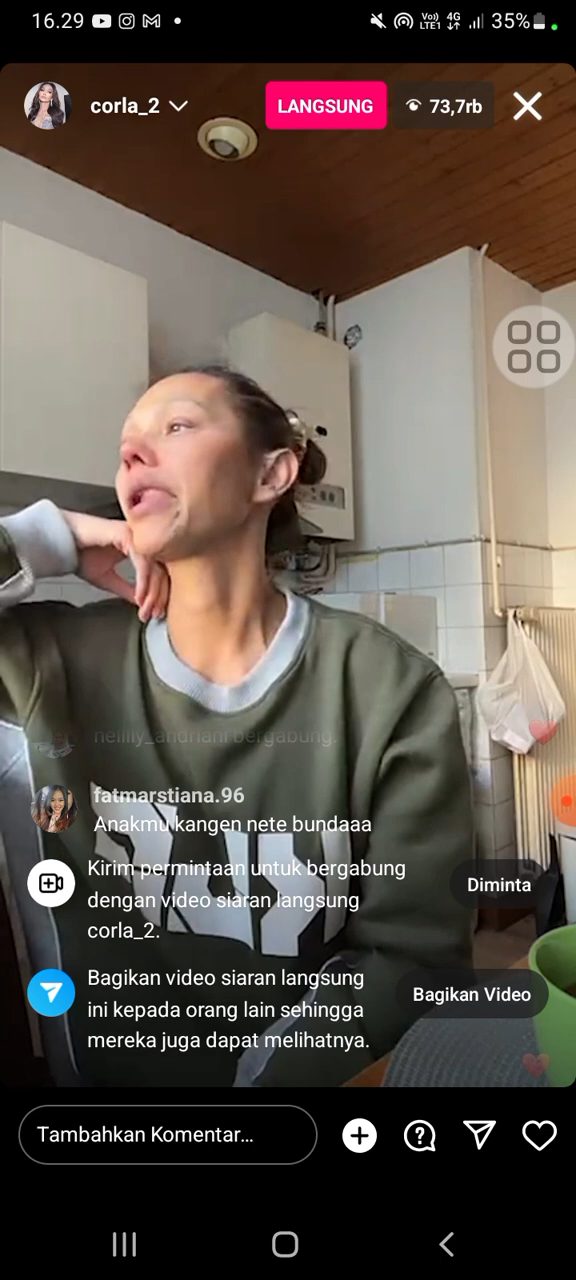 16.29
Vo))
LTE1
4G
35%
corla_2
LANGSUNG
73,7rb
neillly_andriani bergabung.
fatmarstiana.96
Anakmu kangen nete bundaaa
Kirim permintaan untuk bergabung
dengan video siaran langsung
corla_2.
Diminta
Bagikan video siaran langsung
ini kepada orang lain sehingga
mereka juga dapat melihatnya.
Bagikan Video
Tambahkan Komentar...